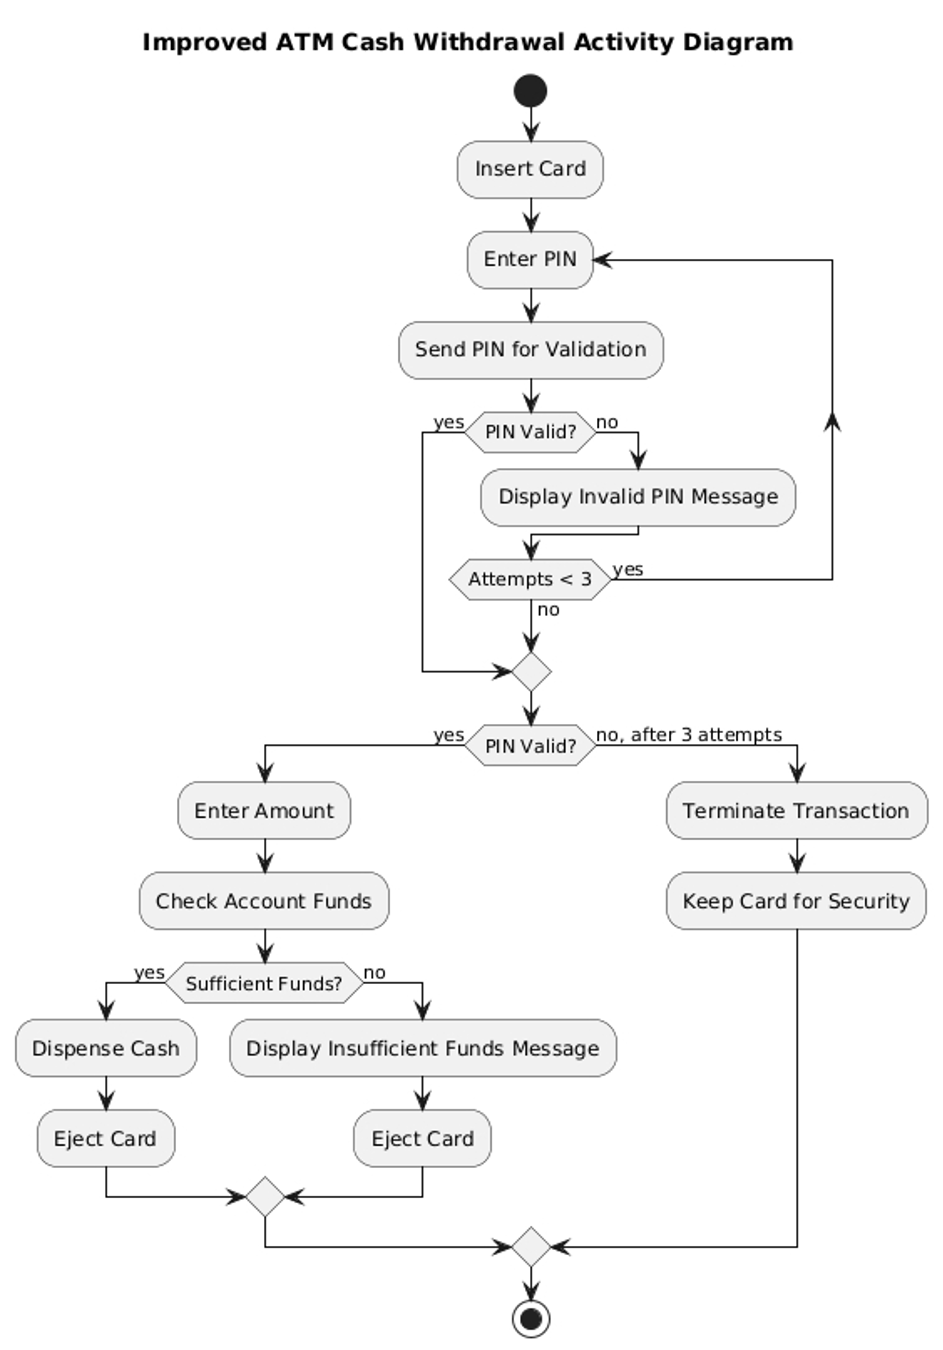 Improved ATM Cash Withdrawal Activity Diagram
Insert Card
Enter PIN
Send PIN for Validation
yes
PIN Valid?
no
Display Invalid PIN Message
Attempts < 3
yes
no
yes
PIN Valid?
no, after 3 attempts
Enter Amount
Terminate Transaction
Check Account Funds
Keep Card for Security
yes
Sufficient Funds?
no
Dispense Cash
Display Insufficient Funds Message
Eject Card
Eject Card